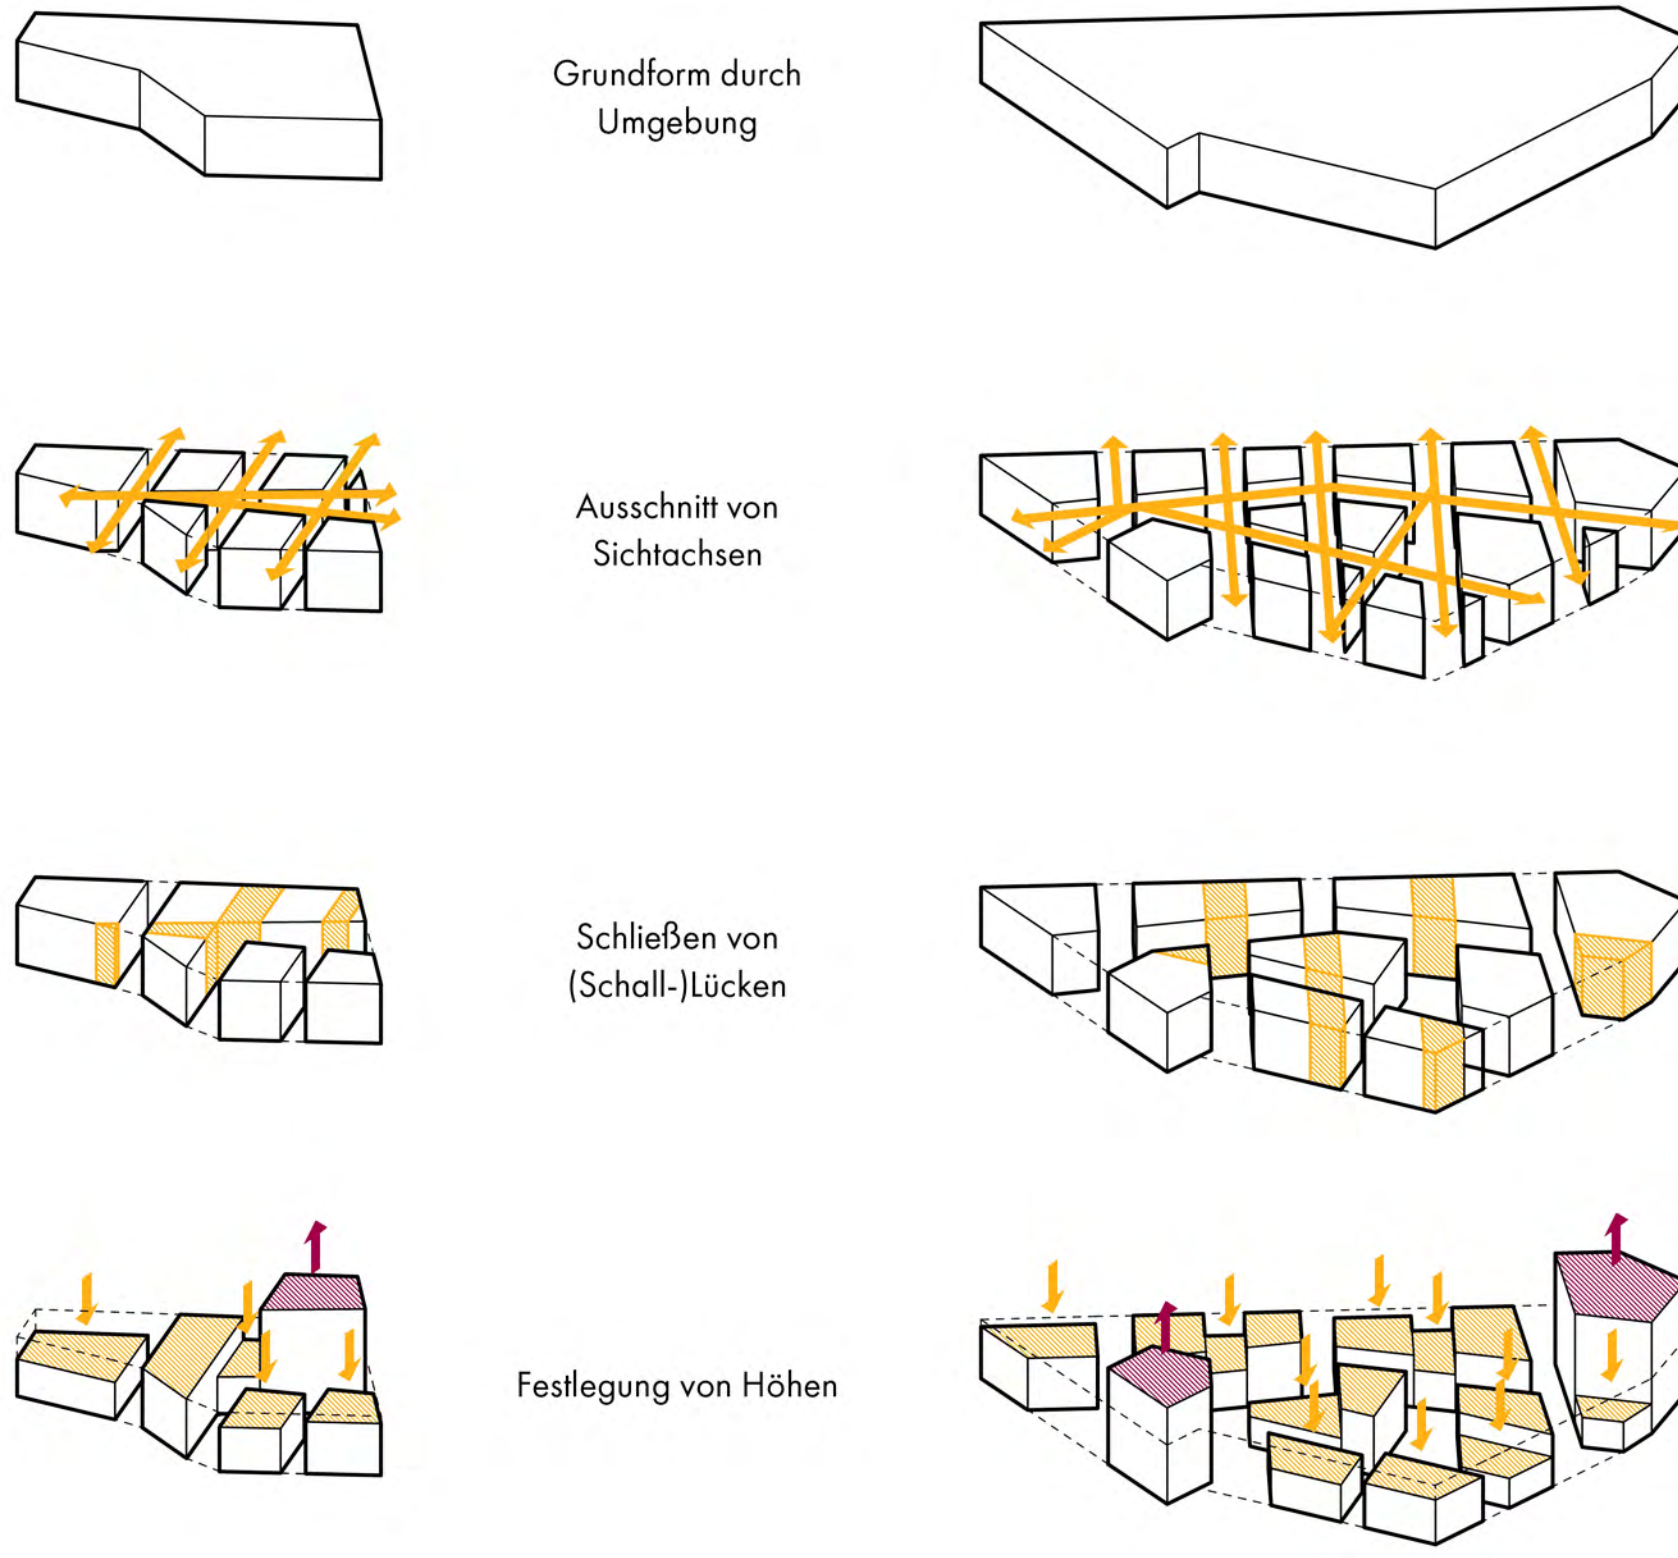 Grundform durch
Umgebung
Ausschnitt von
Sichtachsen
Schließen von
(Schall-)Lücken
Festlegung von Höhen